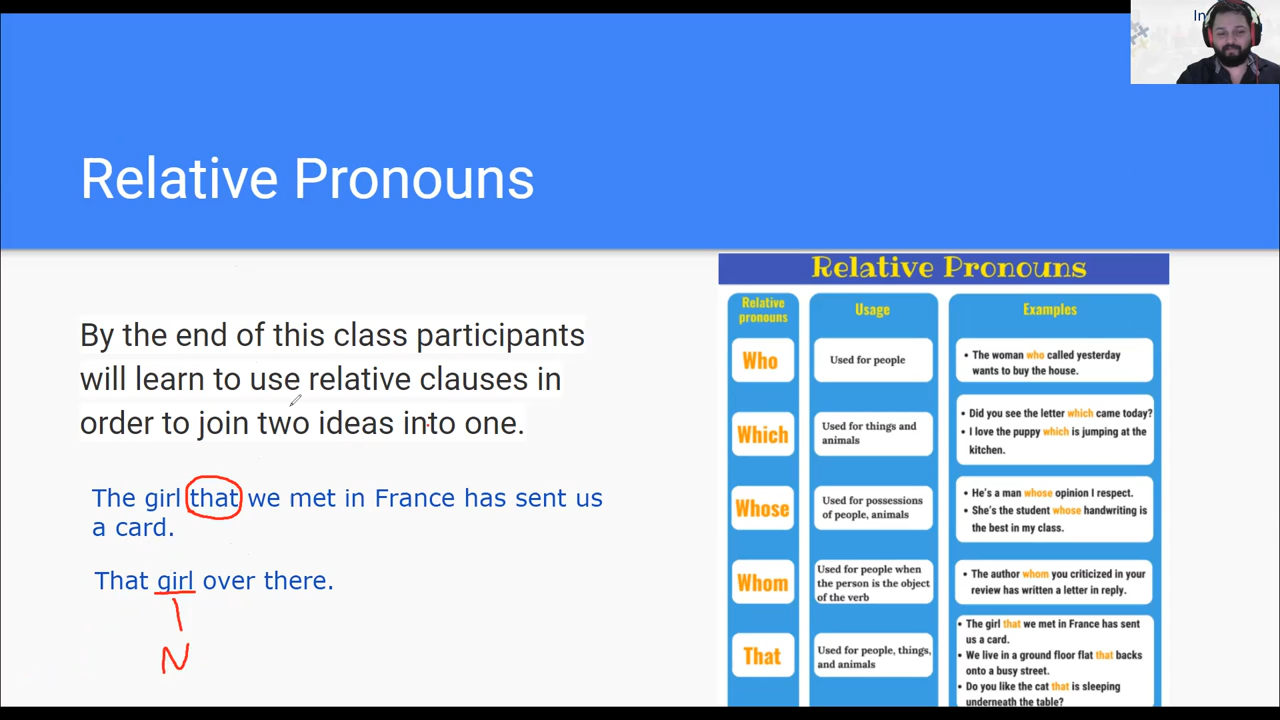 In
Relative Pronouns
By the end of this class participants
will learn to use relative clauses in
order to join two ideas into one.
The girl that we met in France has sent us
a card.
That girl over there.
N
Relative Pronouns
Relative
pronouns
Usage
Examples
Who
Used for people
• The woman who called yesterday
wants to buy the house.
Which
Used for things and
animals
• Did you see the letter which came today?
• I love the puppy which is jumping at the
kitchen.
Whose
Used for possessions
of people, animals
• He's a man whose opinion I respect.
• She's the student whose handwriting is
the best in my class.
Whom
Used for people when
the person is the object
of the verb
• The author whom you criticized in your
review has written a letter in reply.
That
Used for people, things,
and animals
• The girl that we met in France has sent
us a card.
• We live in a ground floor flat that backs
onto a busy street.
• Do you like the cat that is sleeping
underneath the table?